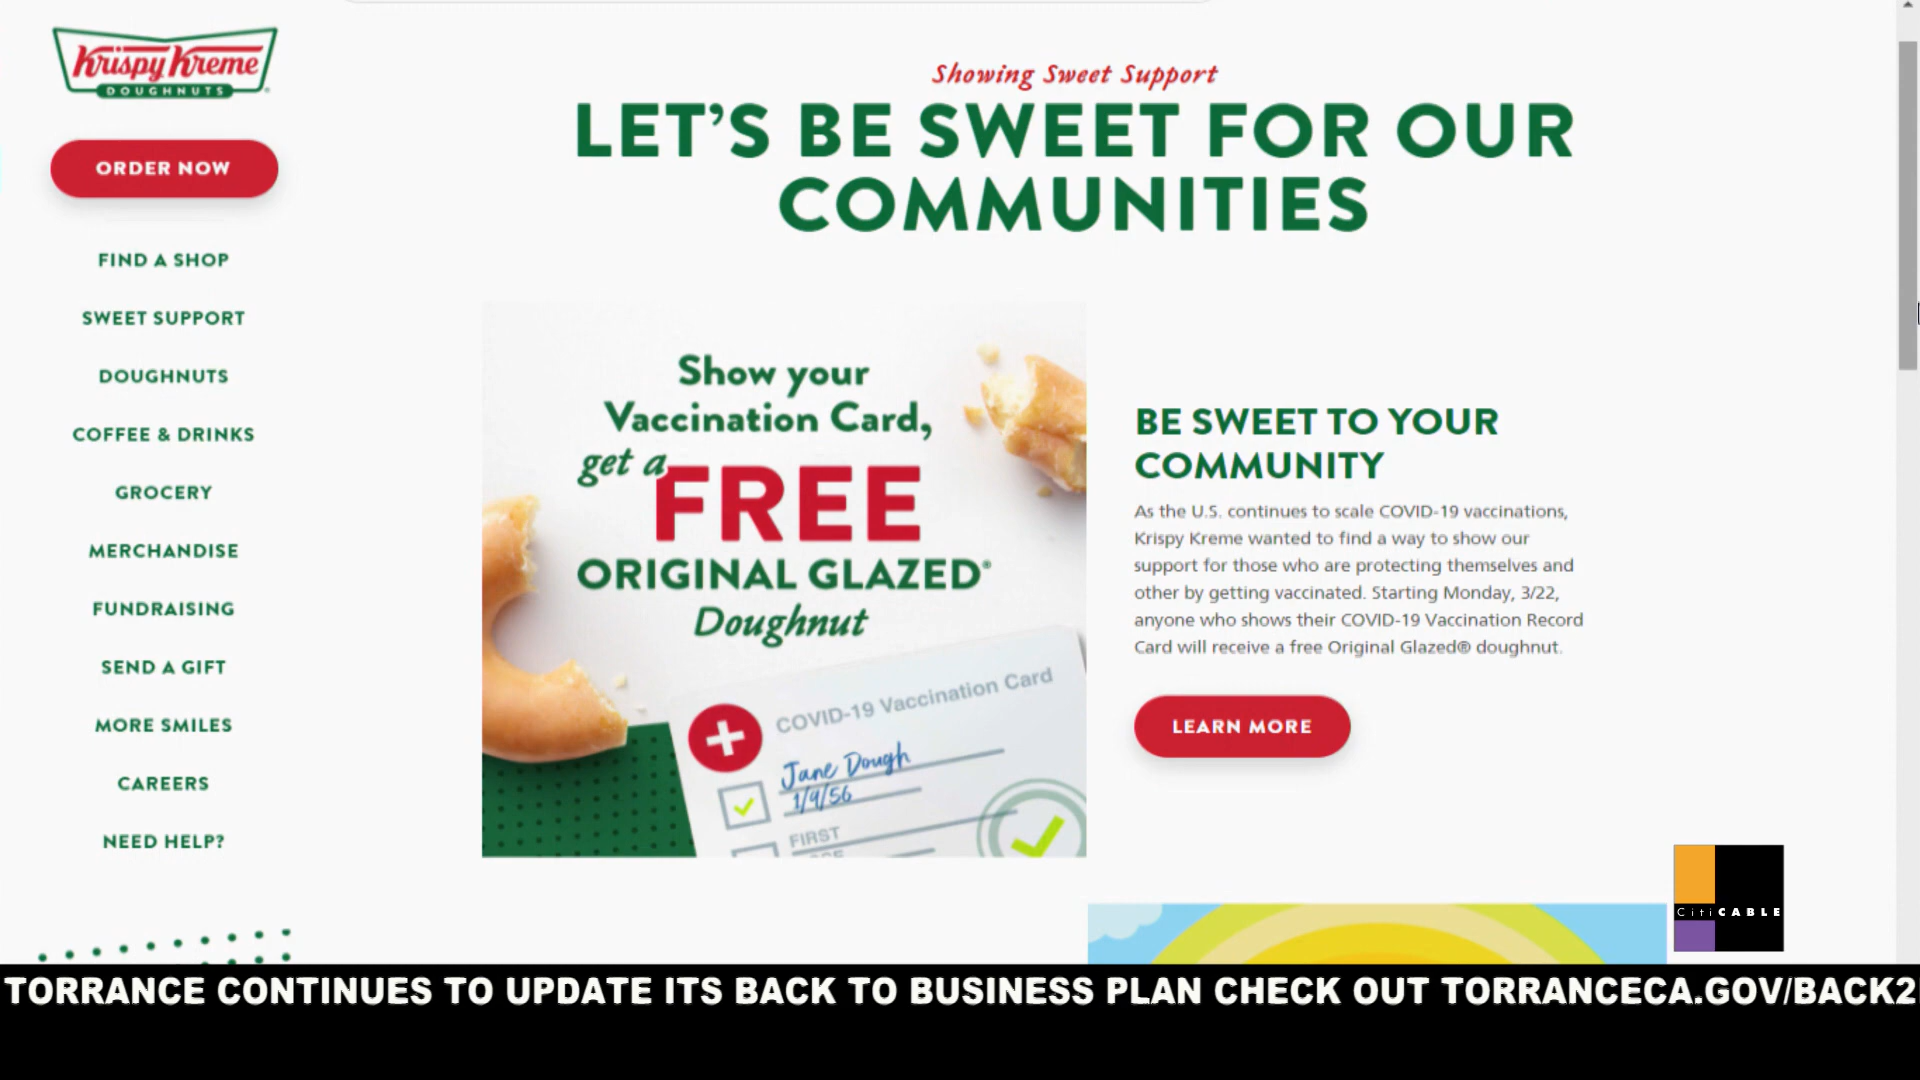 Krispy Kreme
DOUGHNUTS
ORDER NOW
FIND A SHOP
SWEET SUPPORT
DOUGHNUTS
COFFEE & DRINKS
GROCERY
MERCHANDISE
FUNDRAISING
SEND A GIFT
MORE SMILES
CAREERS
NEED HELP?
Showing Sweet Support
LET'S BE SWEET FOR OUR
COMMUNITIES
Show your
Vaccination Card,
get a
FREE
ORIGINAL GLAZED®
Doughnut
COVID-19 Vaccination Card
Jane Dough
1/9/56
FIRST
BE SWEET TO YOUR
COMMUNITY
As the U.S. continues to scale COVID-19 vaccinations,
Krispy Kreme wanted to find a way to show our
support for those who are protecting themselves and
other by getting vaccinated. Starting Monday, 3/22,
anyone who shows their COVID-19 Vaccination Record
Card will receive a free Original Glazed® doughnut.
LEARN MORE
CitiCABLE
TORRANCE CONTINUES TO UPDATE ITS BACK TO BUSINESS PLAN CHECK OUT TORRANCECA.GOV/BACK2